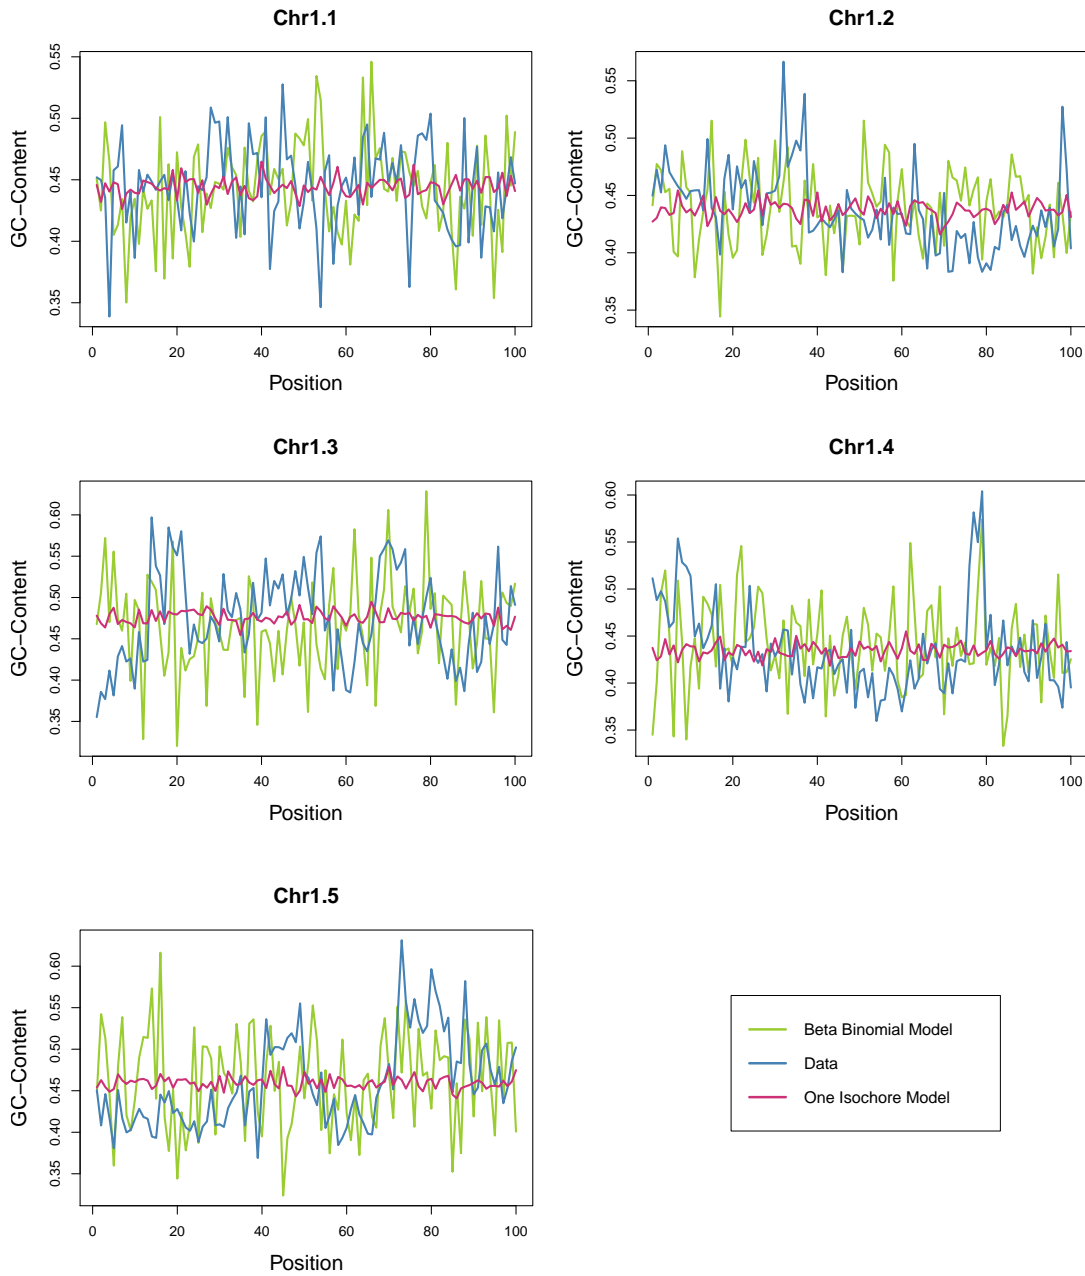 Chr1.1
GC−Content
0.35 0.40 0.45 0.50 0.55
0 20 40 60 80 100
Position
Chr1.2
GC−Content
0.35 0.40 0.45 0.50 0.55
0 20 40 60 80 100
Position
Chr1.3
GC−Content
0.35 0.40 0.45 0.50 0.55 0.60
0 20 40 60 80 100
Position
Chr1.4
GC−Content
0.35 0.40 0.45 0.50 0.55 0.60
0 20 40 60 80 100
Position
Chr1.5
GC−Content
0.35 0.40 0.45 0.50 0.55 0.60
0 20 40 60 80 100
Position
Beta Binomial Model
Data
One Isochore Model